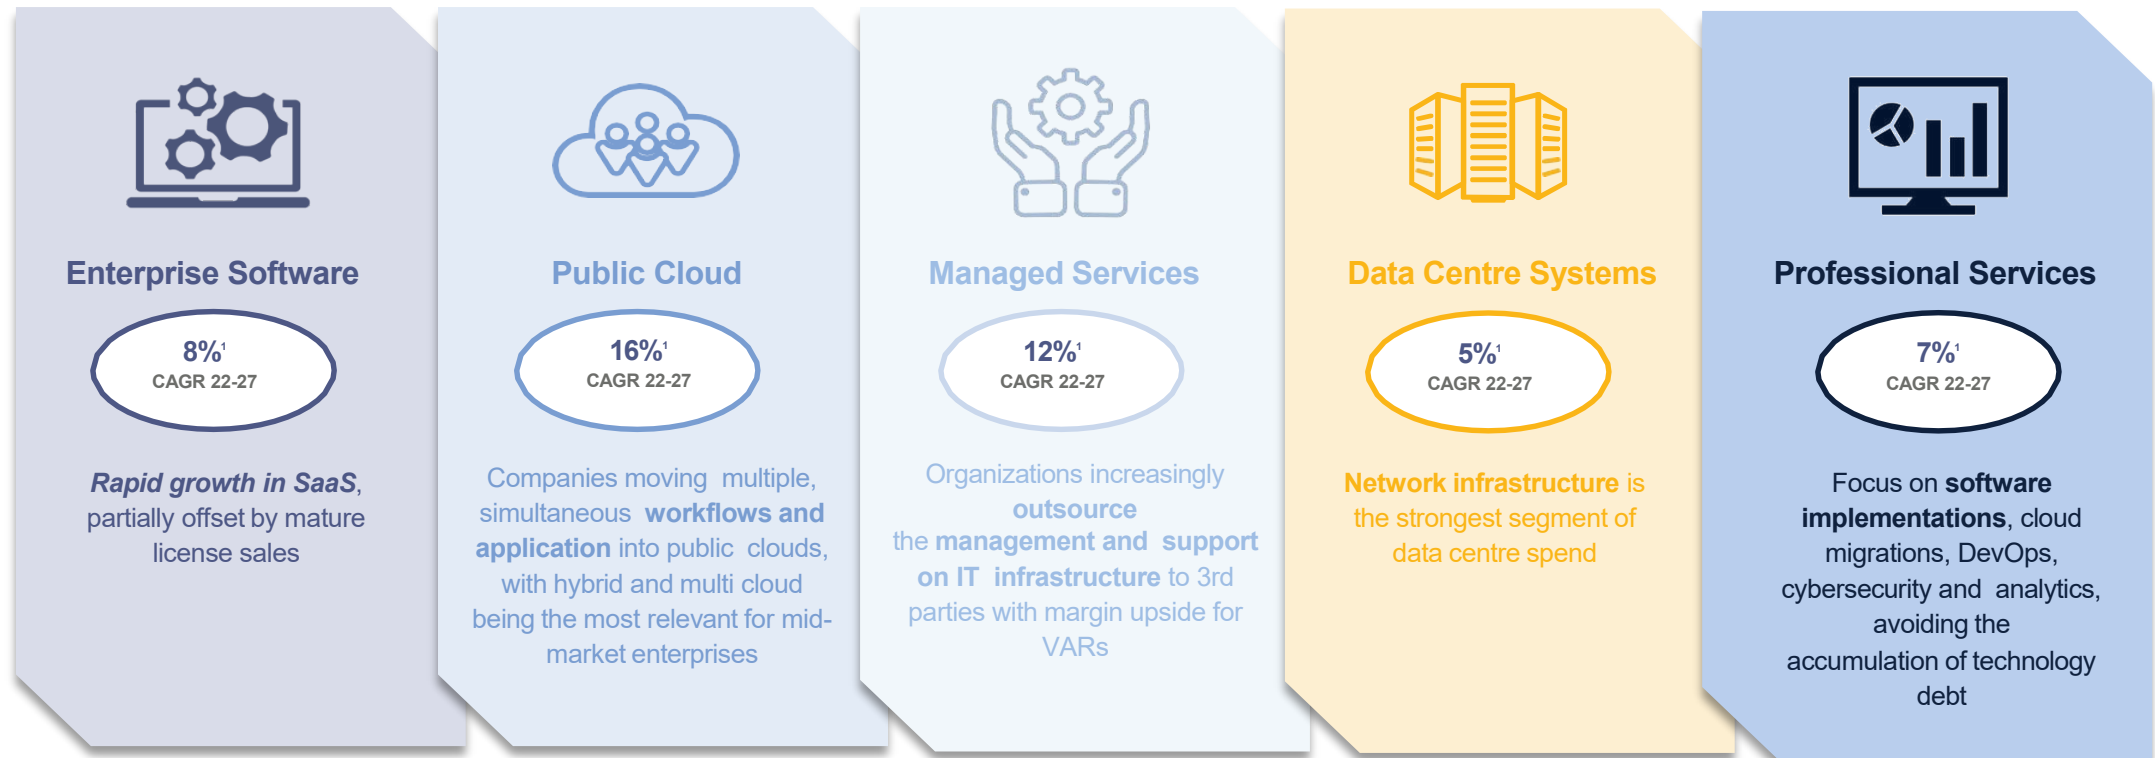 Enterprise Software
8%¹
CAGR 22-27
Rapid growth in SaaS,
partially offset by mature
license sales
Public Cloud
16%¹
CAGR 22-27
Companies moving multiple,
simultaneous workflows and
application into public clouds,
with hybrid and multi cloud
being the most relevant for mid-
market enterprises
Managed Services
12%¹
CAGR 22-27
Organizations increasingly
outsource
the management and support
on IT infrastructure to 3rd
parties with margin upside for
VARs
Data Centre Systems
5%¹
CAGR 22-27
Network infrastructure is
the strongest segment of
data centre spend
Professional Services
7%¹
CAGR 22-27
Focus on software
implementations, cloud
migrations, DevOps,
cybersecurity and analytics,
avoiding the
accumulation of technology
debt